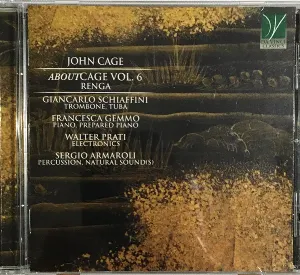 JOHN CAGE
ABOUTCAGE VOL. 6
RENGA
GIANCARLO SCHIAFFINI
TROMBONE, TUBA
FRANCESCA GEMMO
PIANO, PREPARED PIANO
WALTER PRATI
ELECTRONICS
SERGIO ARMAROLI
PERCUSSION, NATURAL SOUND(S)